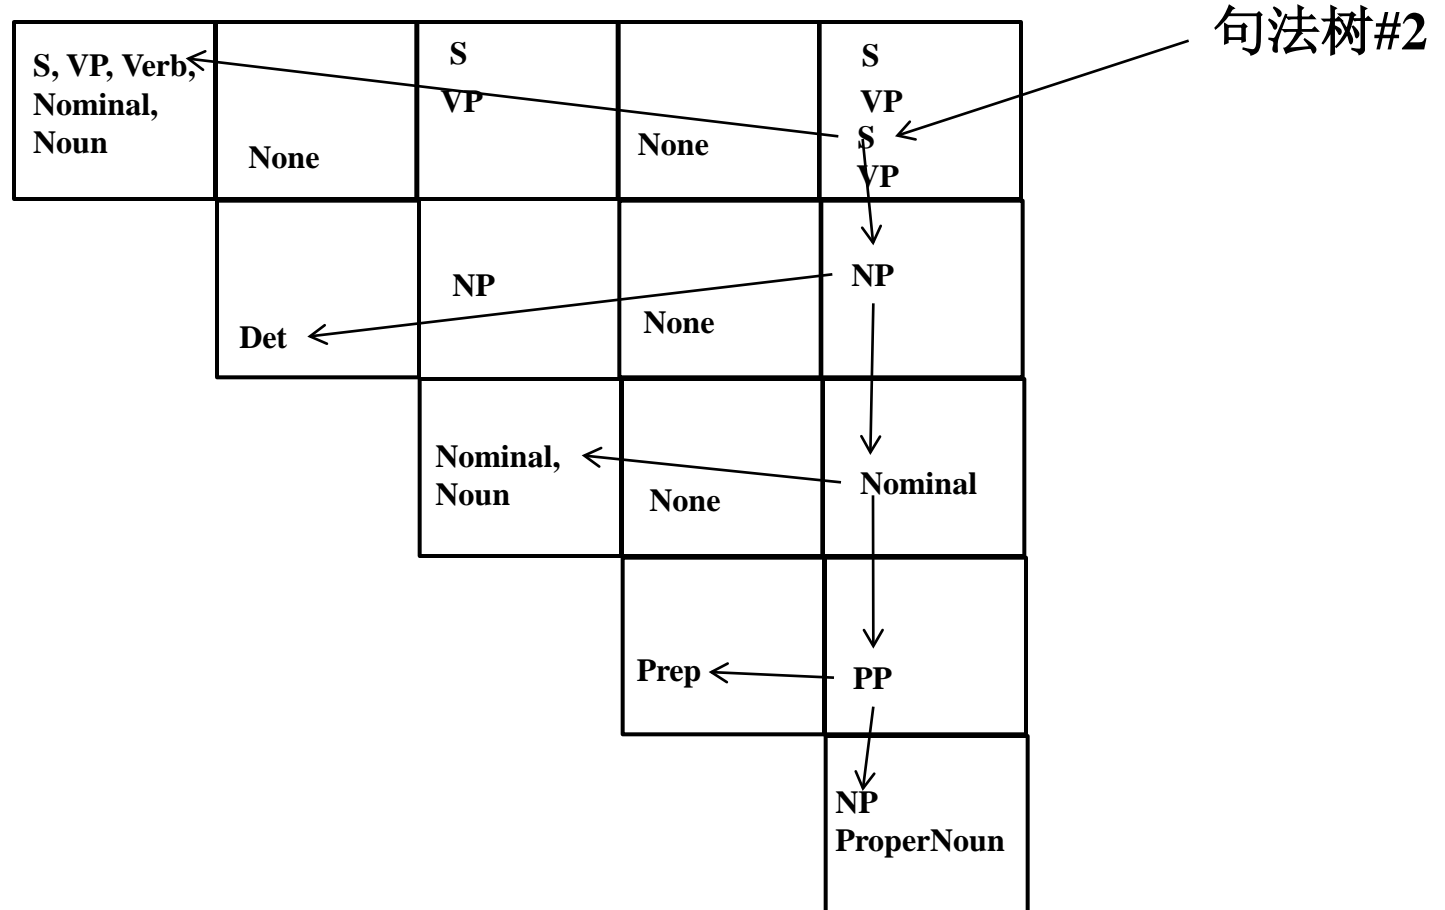 句法树#2
S, VP, Verb,
Nominal,
Noun
None
S
VP
None
S
VP
S
VP
Det
NP
None
NP
Nominal,
Noun
None
Nominal
Prep
PP
NP
ProperNoun